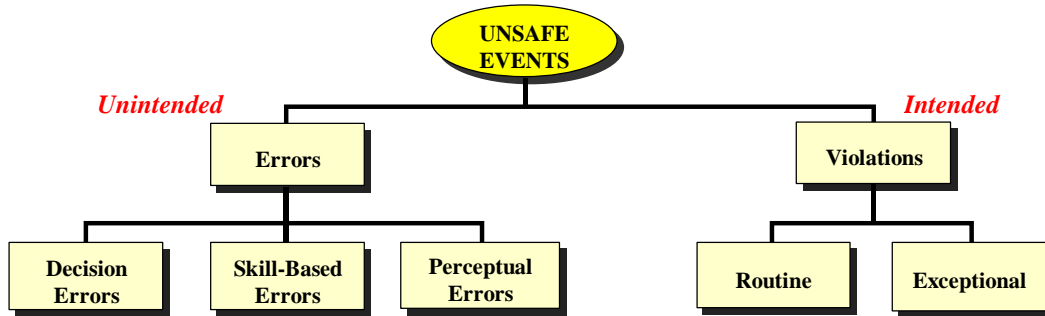 UNSAFE
EVENTS
Unintended
Intended
Errors
Violations
Decision
Errors
Skill-Based
Errors
Perceptual
Errors
Routine
Exceptional